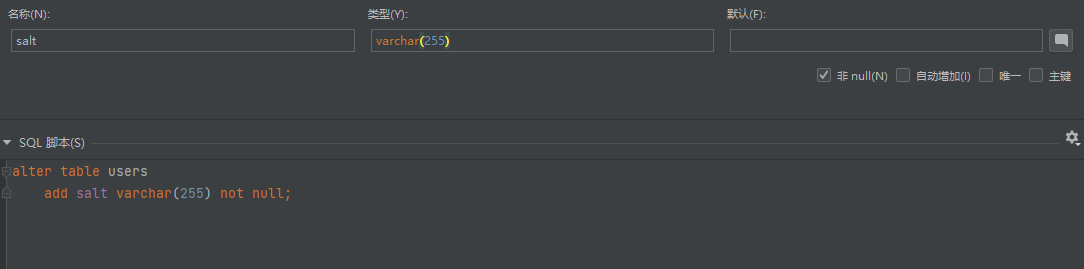 名称(N): 类型(Y): 默认(F):
salt varchar(255)
非 null(N) 自动增加(I) 唯一 主键
SQL 脚本(S)
alter table users
add salt varchar(255) not null;